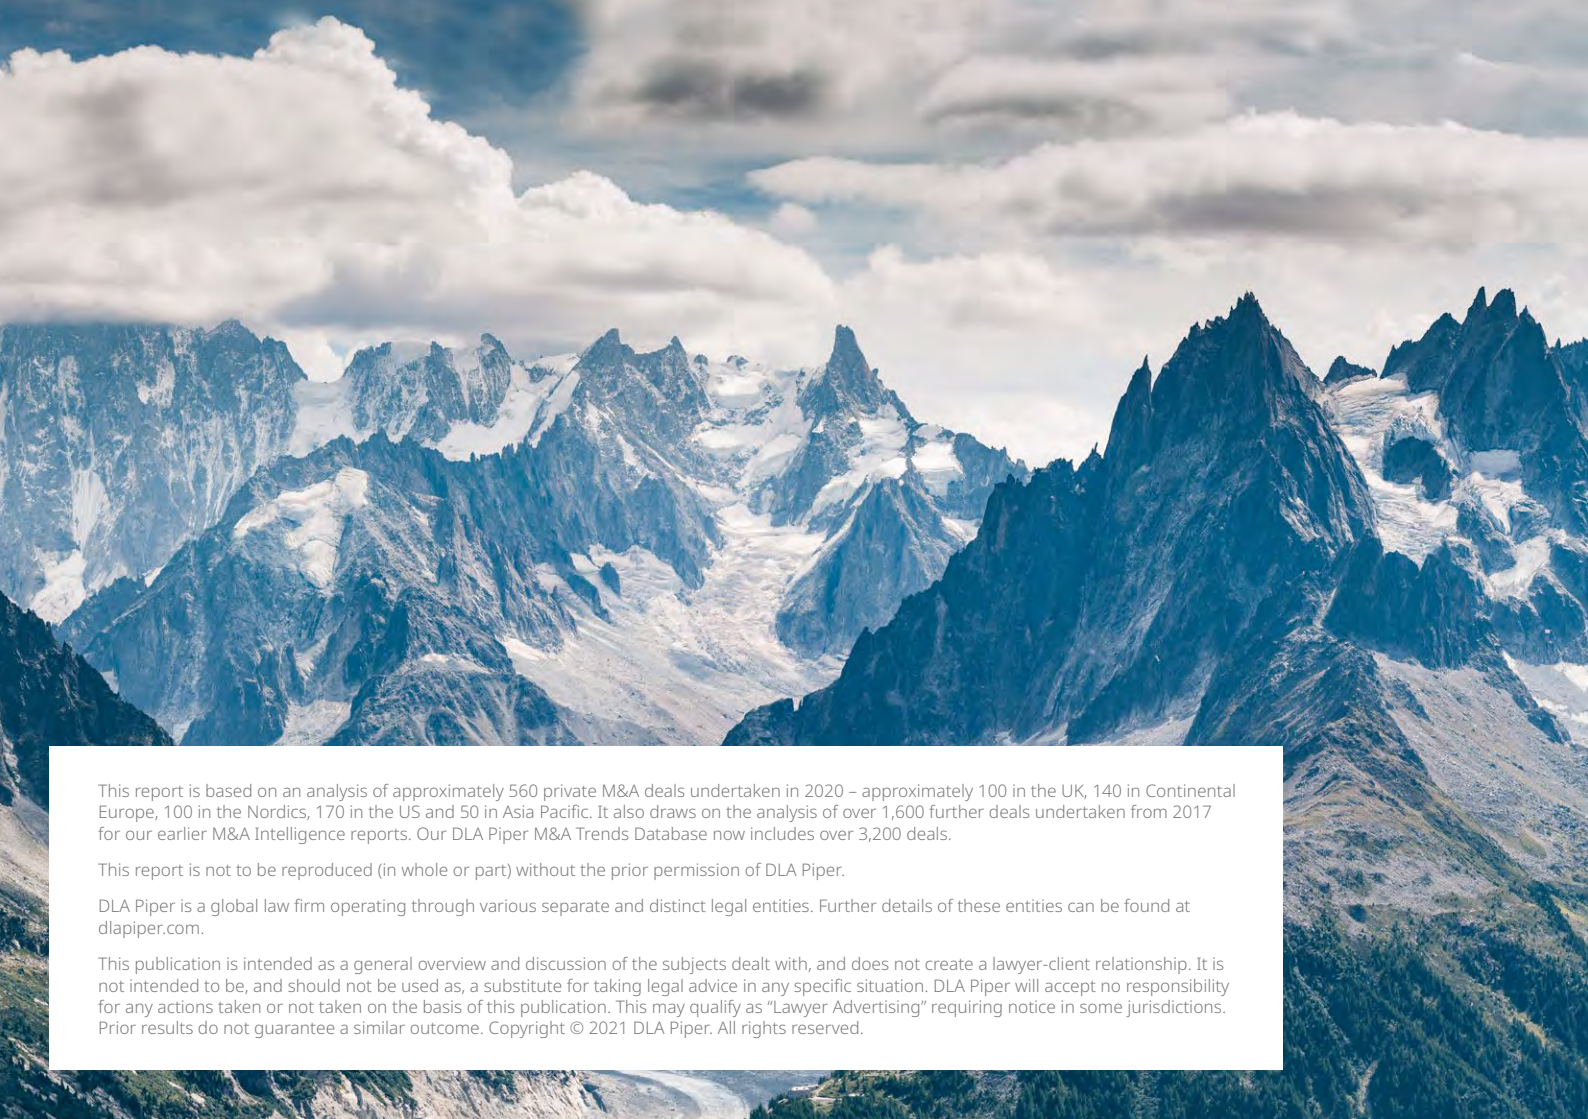 This report is based on an analysis of approximately 560 private M&A deals undertaken in 2020 – approximately 100 in the UK, 140 in Continental
Europe, 100 in the Nordics, 170 in the US and 50 in Asia Pacific. It also draws on the analysis of over 1,600 further deals undertaken from 2017
for our earlier M&A Intelligence reports. Our DLA Piper M&A Trends Database now includes over 3,200 deals.
This report is not to be reproduced (in whole or part) without the prior permission of DLA Piper.
DLA Piper is a global law firm operating through various separate and distinct legal entities. Further details of these entities can be found at
dlapiper.com.
This publication is intended as a general overview and discussion of the subjects dealt with, and does not create a lawyer-client relationship. It is
not intended to be, and should not be used as, a substitute for taking legal advice in any specific situation. DLA Piper will accept no responsibility
for any actions taken or not taken on the basis of this publication. This may qualify as “Lawyer Advertising” requiring notice in some jurisdictions.
Prior results do not guarantee a similar outcome. Copyright © 2021 DLA Piper. All rights reserved.